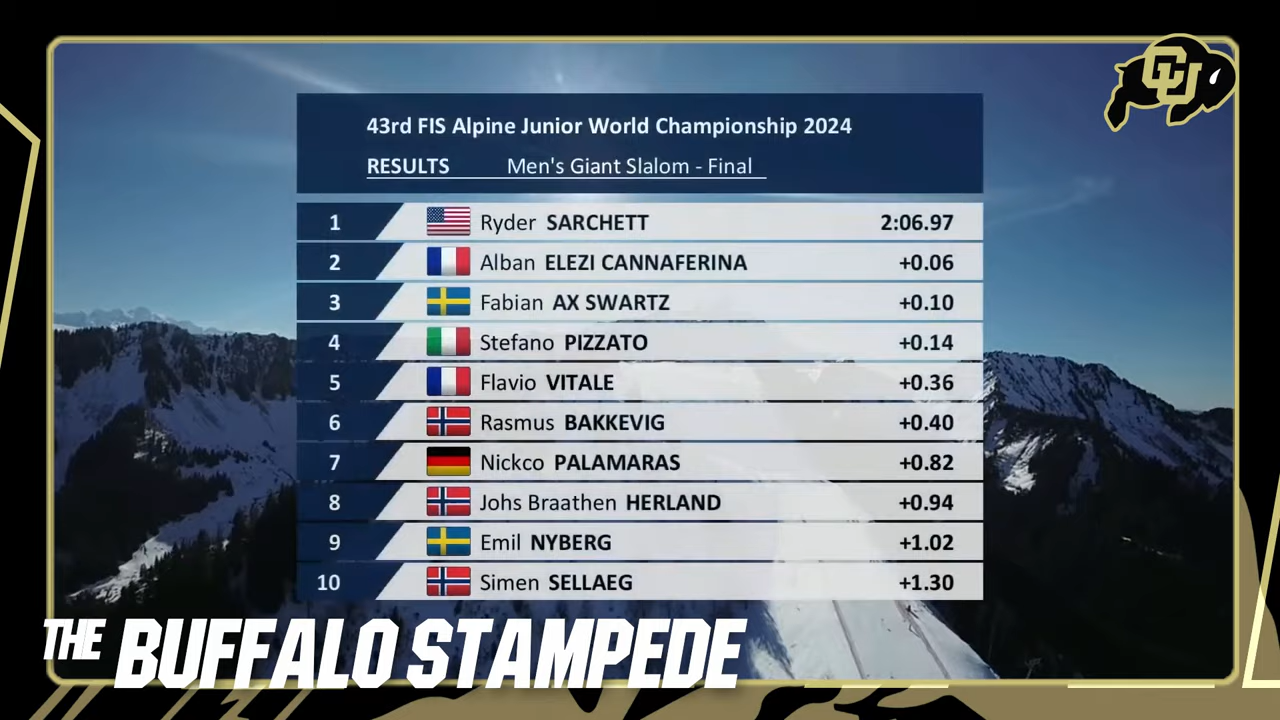 CU
43rd FIS Alpine Junior World Championship 2024
RESULTS Men's Giant Slalom - Final
1 Ryder SARCHETT 2:06.97
2 Alban ELEZI CANNAFERINA +0.06
3 Fabian AX SWARTZ +0.10
4 Stefano PIZZATO +0.14
5 Flavio VITALE +0.36
6 Rasmus BAKKEVIG +0.40
7 Nickco PALAMARAS +0.82
8 Johs Braathen HERLAND +0.94
9 Emil NYBERG +1.02
10 Simen SELLAEG +1.30
THE BUFFALO STAMPEDE